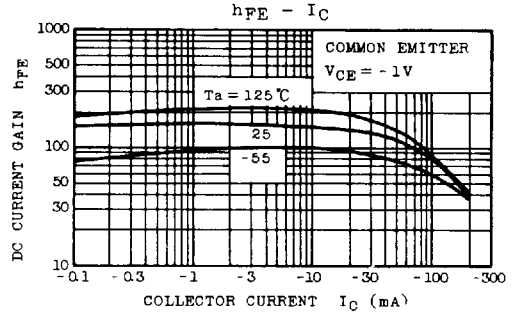 hFE – IC
COMMON EMITTER
VCE = -1V
Ta = 125℃
25
-55
DC CURRENT GAIN hFE
1000
500
300
100
50
30
10
-0.1 -0.3 -1 -3 -10 -30 -100 -300
COLLECTOR CURRENT IC (mA)